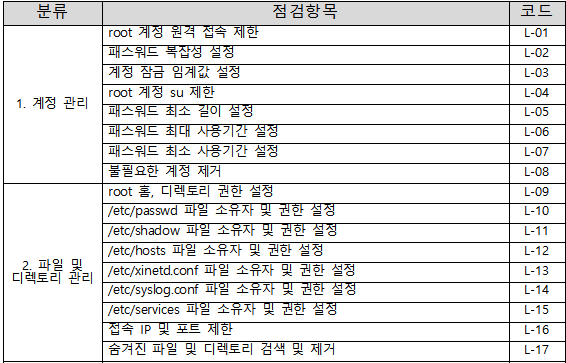 분류 점검항목 코드
1. 계정 관리
root 계정 원격 접속 제한 L-01
패스워드 복잡성 설정 L-02
계정 잠금 임계값 설정 L-03
root 계정 su 제한 L-04
패스워드 최소 길이 설정 L-05
패스워드 최대 사용기간 설정 L-06
패스워드 최소 사용기간 설정 L-07
불필요한 계정 제거 L-08
2. 파일 및
디렉토리 관리
root 홈, 디렉토리 권한 설정 L-09
/etc/passwd 파일 소유자 및 권한 설정 L-10
/etc/shadow 파일 소유자 및 권한 설정 L-11
/etc/hosts 파일 소유자 및 권한 설정 L-12
/etc/xinetd.conf 파일 소유자 및 권한 설정 L-13
/etc/syslog.conf 파일 소유자 및 권한 설정 L-14
/etc/services 파일 소유자 및 권한 설정 L-15
접속 IP 및 포트 제한 L-16
숨겨진 파일 및 디렉토리 검색 및 제거 L-17